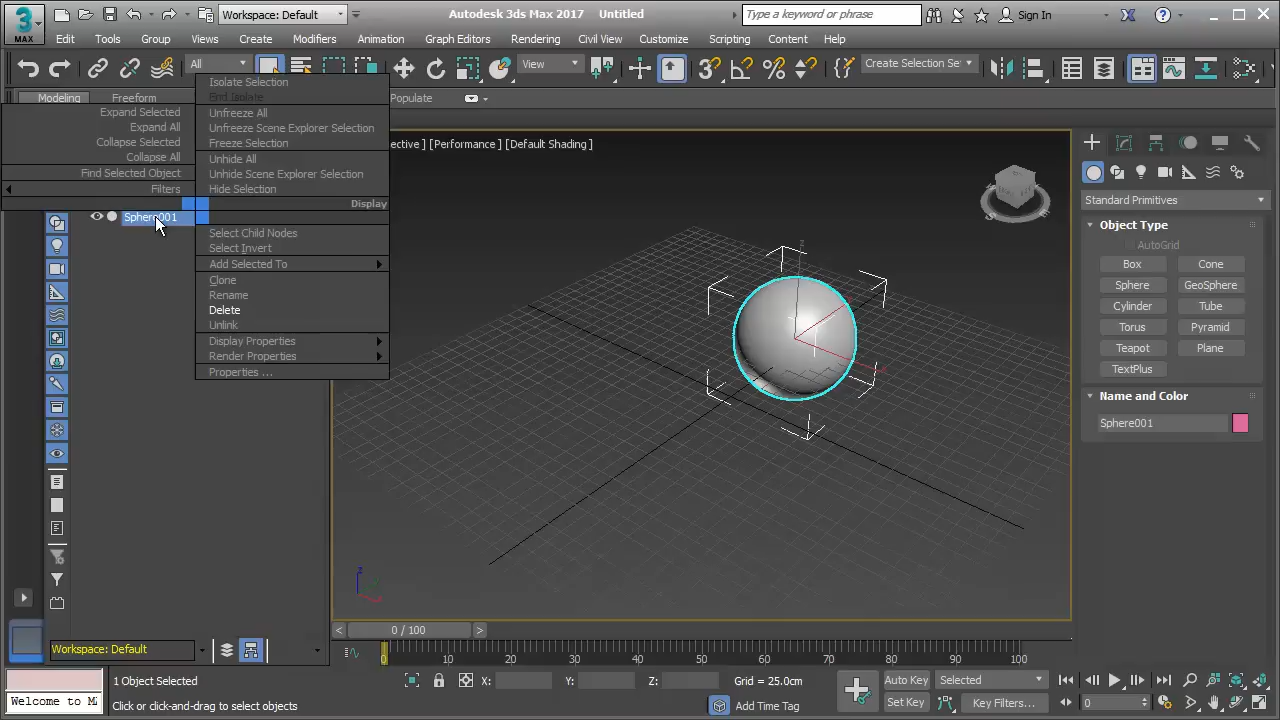 MAX
Workspace: Default
Autodesk 3ds Max 2017 Untitled
Type a keyword or phrase
Sign In
Edit Tools Group Views Create Modifiers Animation Graph Editors Rendering Civil View Customize Scripting Content Help
All
View
Create Selection Se
Modeling Freeform
Populate
Expand Selected
Expand All
Collapse Selected
Collapse All
Find Selected Object
Filters
Isolate Selection
End Isolate
Unfreeze All
Unfreeze Scene Explorer Selection
Freeze Selection
Unhide All
Unhide Scene Explorer Selection
Hide Selection
Display
Sphere001
Select Child Nodes
Select Invert
Add Selected To
Clone
Rename
Delete
Unlink
Display Properties
Render Properties
Properties ...
ective ] [Performance ] [Default Shading ]
Standard Primitives
Object Type
AutoGrid
Box Cone
Sphere GeoSphere
Cylinder Tube
Torus Pyramid
Teapot Plane
TextPlus
Name and Color
Sphere001
z
0 / 100
Workspace: Default
0 10 20 30 40 50 60 70 80 90 100
1 Object Selected
X: Y: Z: Grid = 25.0cm
Auto Key Selected
Welcome to MA
Click or click-and-drag to select objects
Add Time Tag
Set Key Key Filters...
0